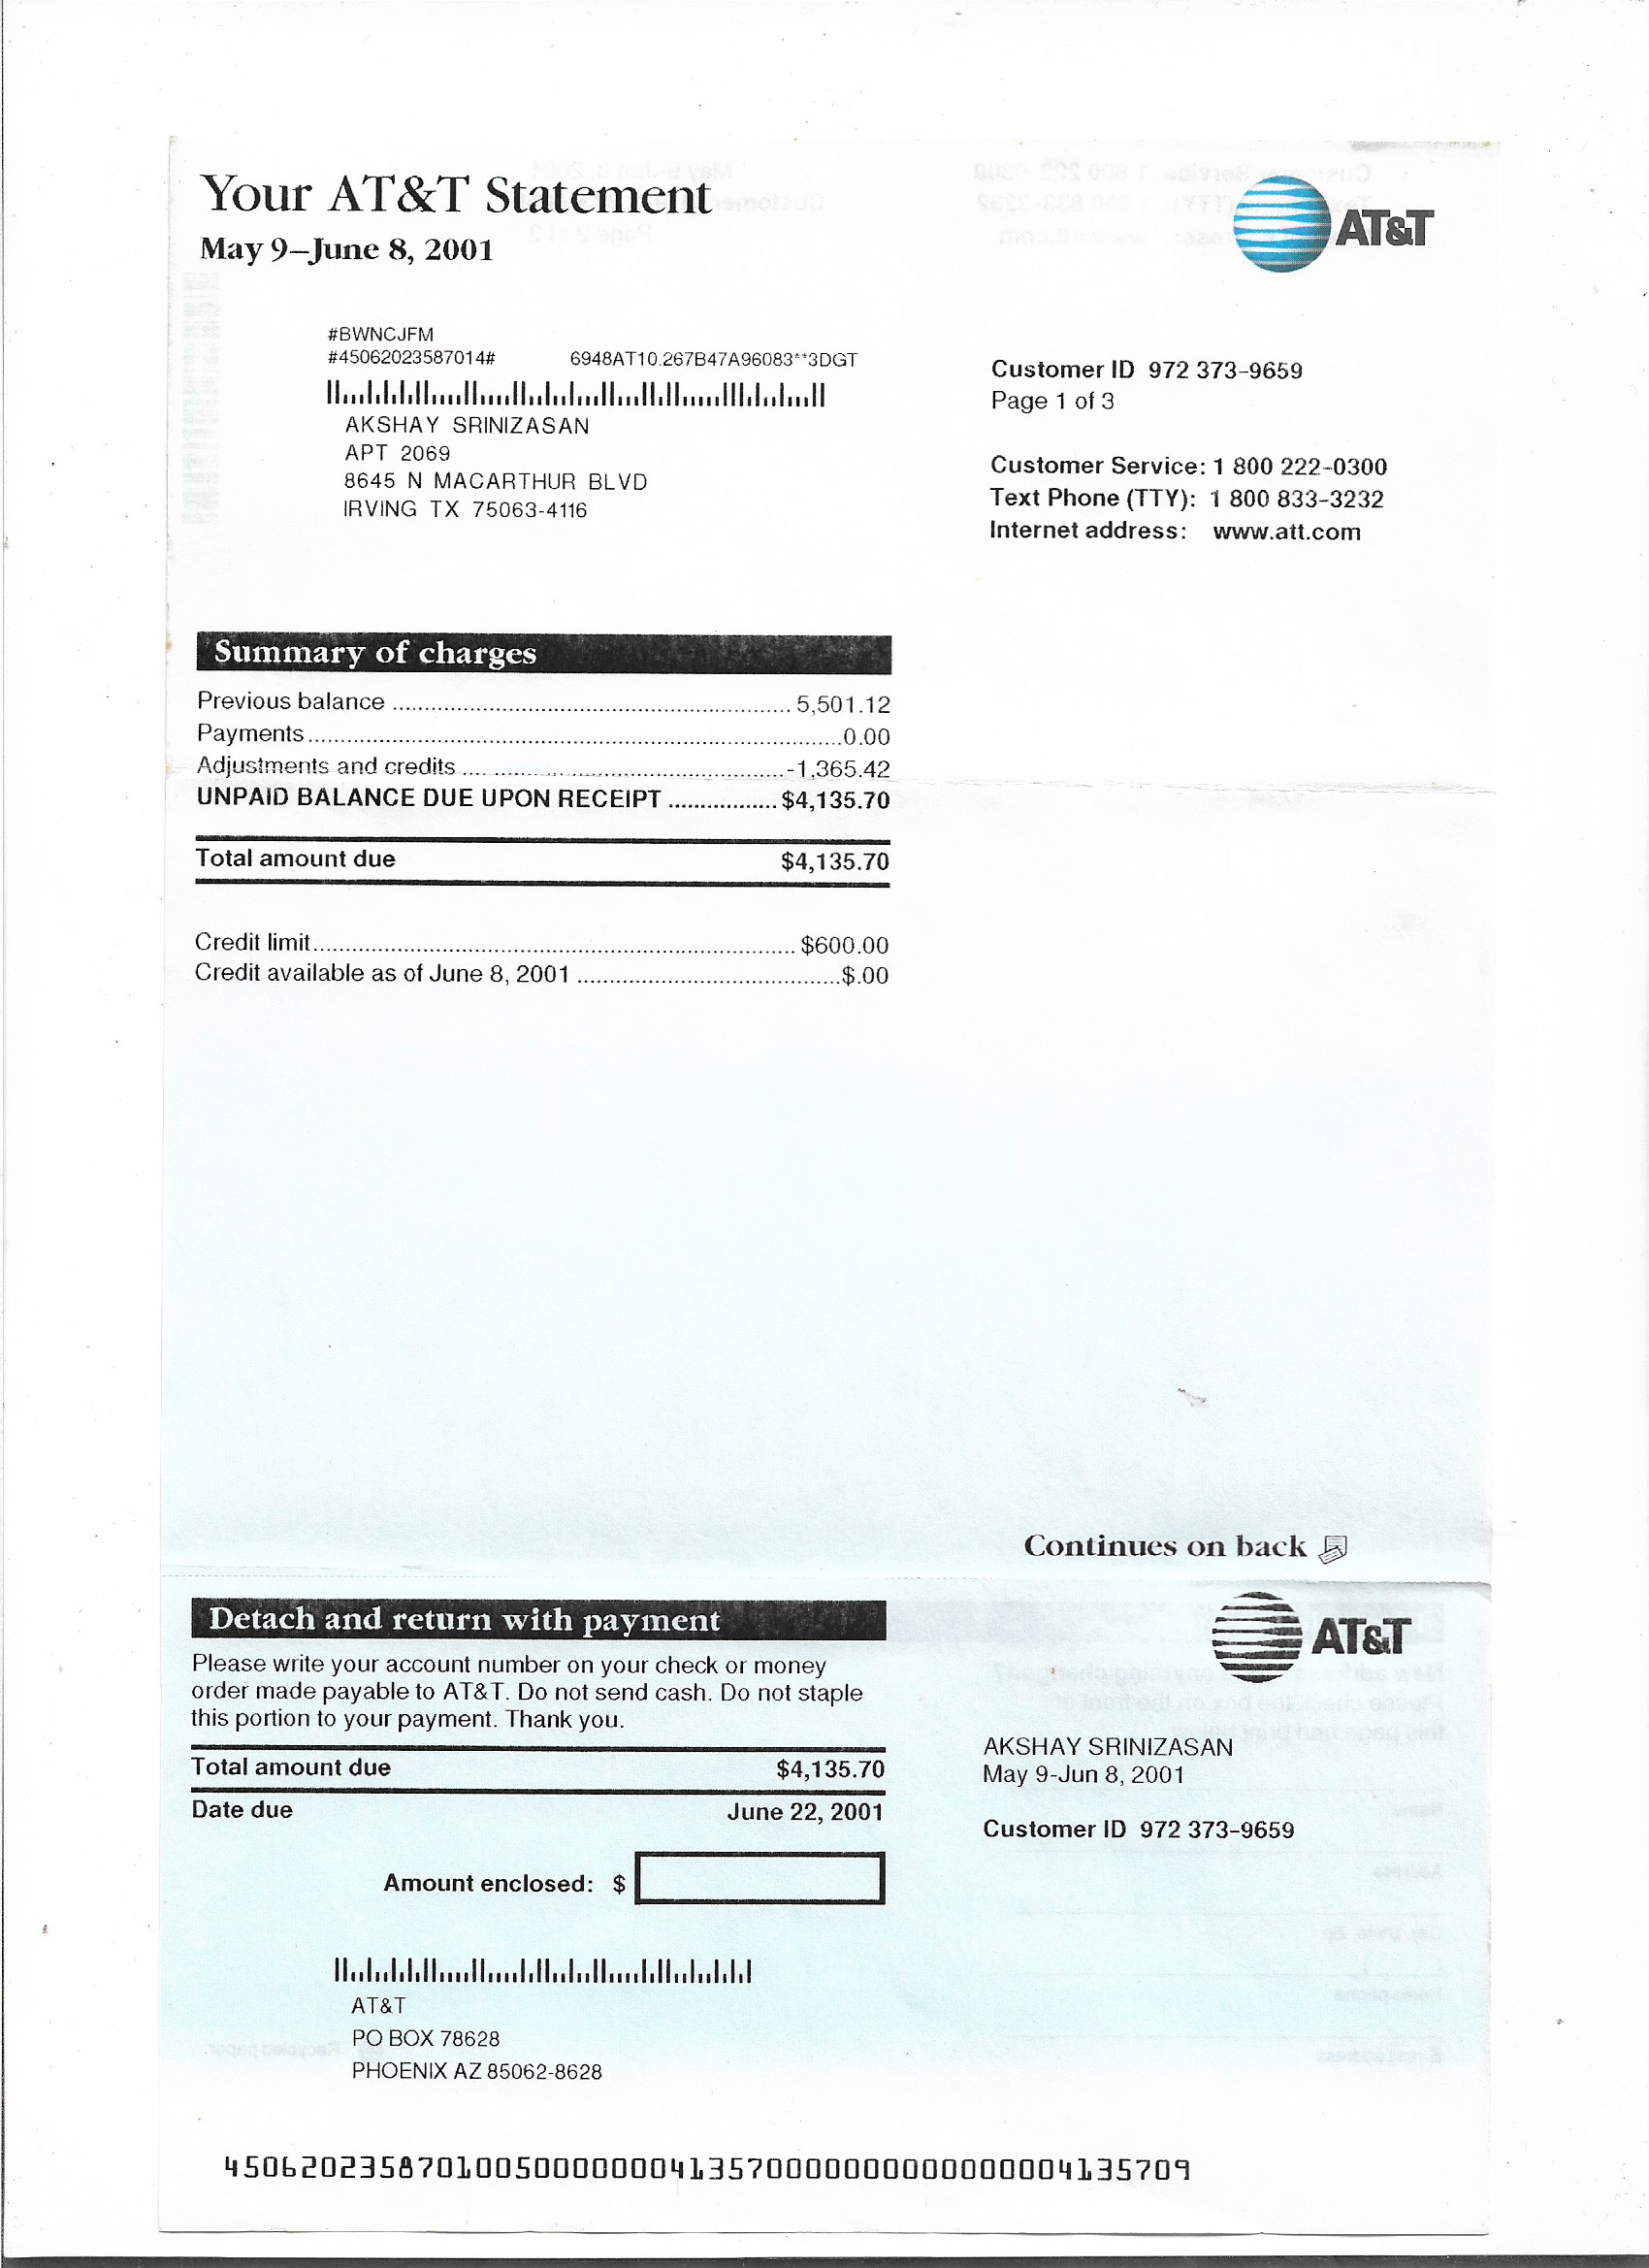 Your AT&T Statement
May 9–June 8, 2001
AT&T
#BWNCJFM
#45062023587014# 6948AT10.267B47A96083**3DGT
AKSHAY SRINIZASAN
APT 2069
8645 N MACARTHUR BLVD
IRVING TX 75063-4116
Customer ID 972 373-9659
Page 1 of 3
Customer Service: 1 800 222-0300
Text Phone (TTY): 1 800 833-3232
Internet address: www.att.com
Summary of charges
Previous balance 5,501.12
Payments 0.00
Adjustments and credits -1,365.42
UNPAID BALANCE DUE UPON RECEIPT $4,135.70
Total amount due $4,135.70
Credit limit $600.00
Credit available as of June 8, 2001 $.00
Continues on back
Detach and return with payment
Please write your account number on your check or money
order made payable to AT&T. Do not send cash. Do not staple
this portion to your payment. Thank you.
Total amount due $4,135.70
Date due June 22, 2001
Amount enclosed: $
AT&T
AKSHAY SRINIZASAN
May 9-Jun 8, 2001
Customer ID 972 373-9659
AT&T
PO BOX 78628
PHOENIX AZ 85062-8628